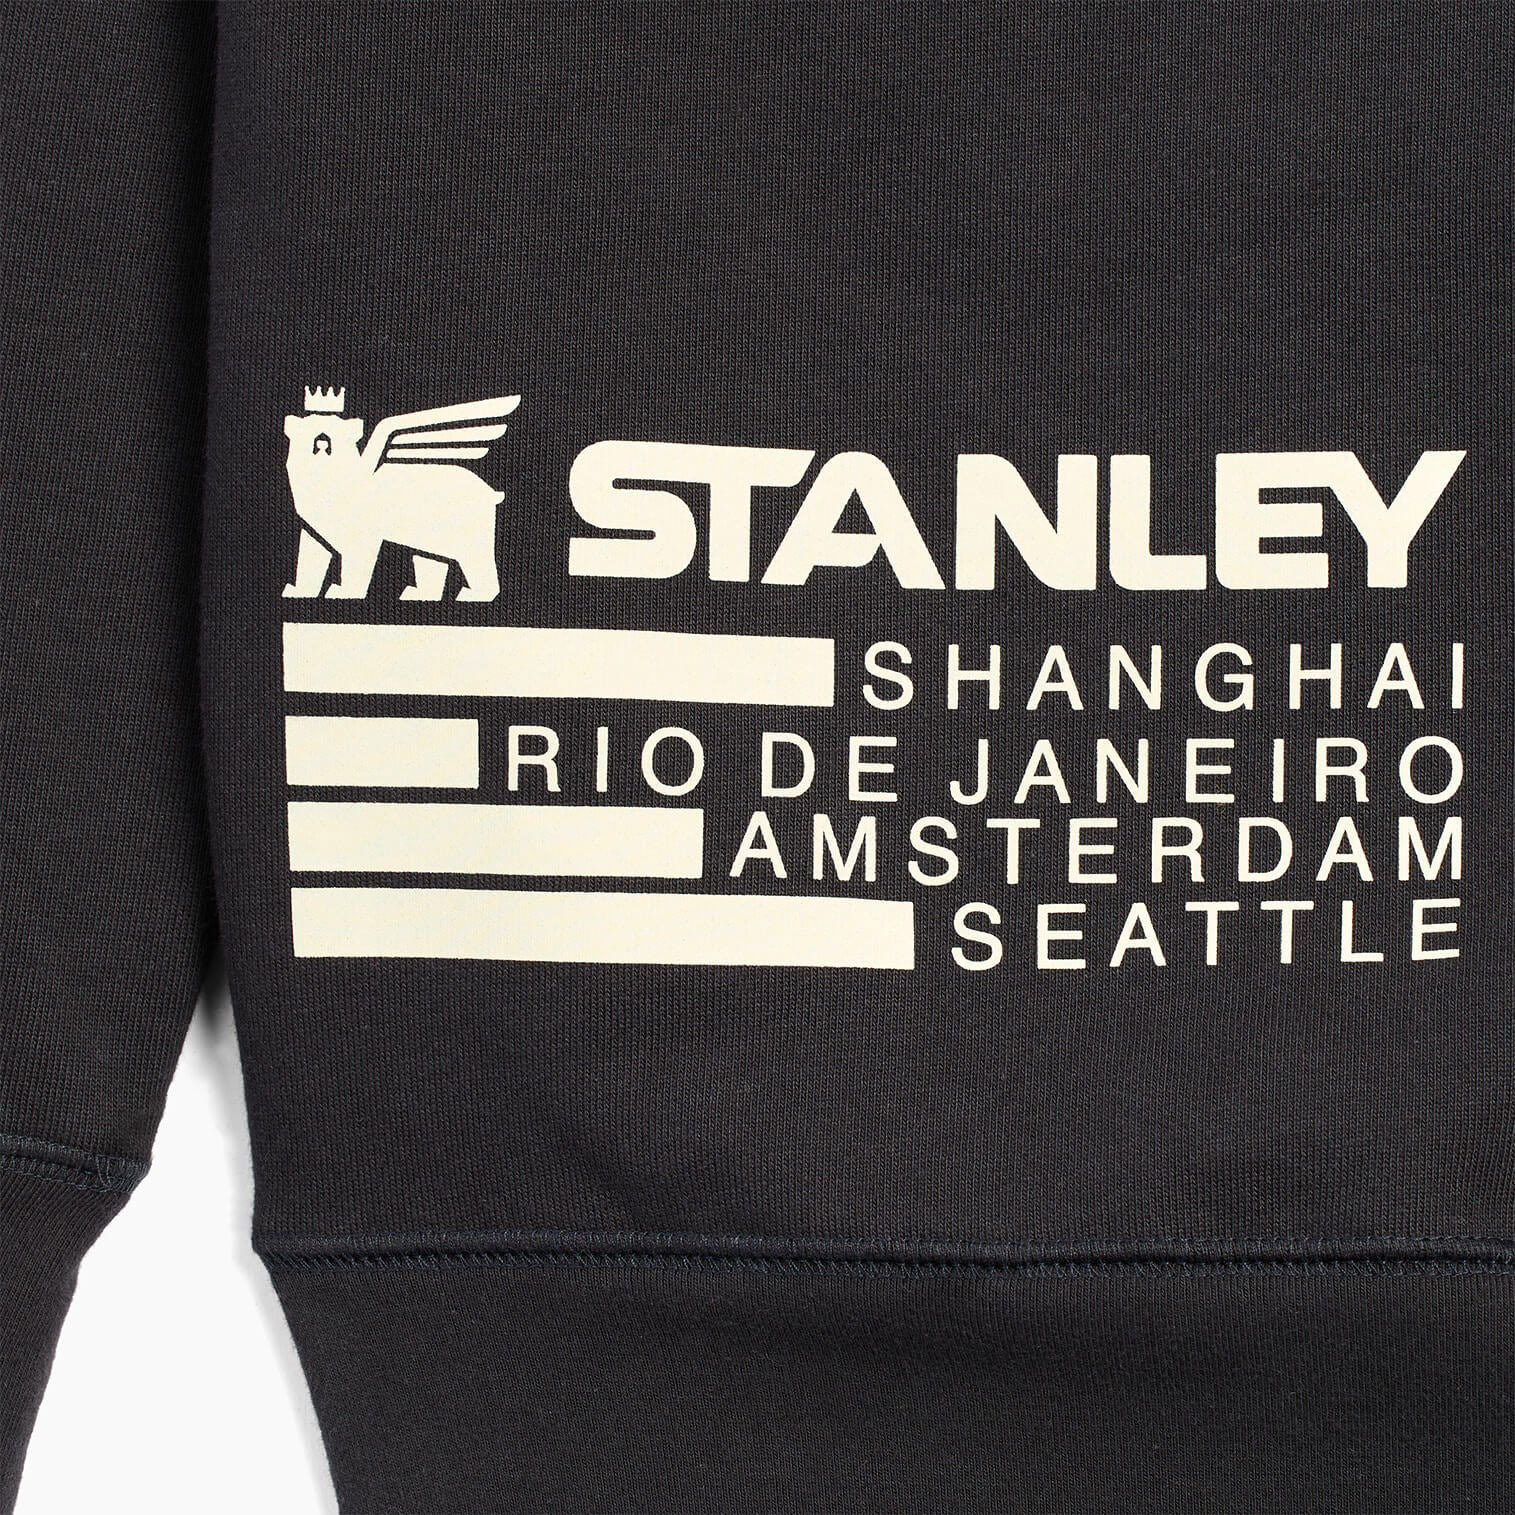 STANLEY
SHANGHAI
RIO DE JANEIRO
AMSTERDAM
SEATTLE